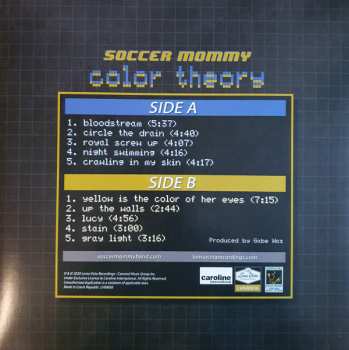 SOCCER MOMMY
color theory
SIDE A
1. bloodstream (5:37)
2. circle the drain (4:40)
3. royal screw up (4:07)
4. night swimming (4:16)
5. crawling in my skin (4:17)
SIDE B
1. yellow is the color of her eyes (7:15)
2. up the walls (2:44)
3. lucy (4:56)
4. stain (3:00)
5. gray light (3:16)
Produced by Gabe Wax
soccermommyband.com
lomavistarecordings.com
caroline